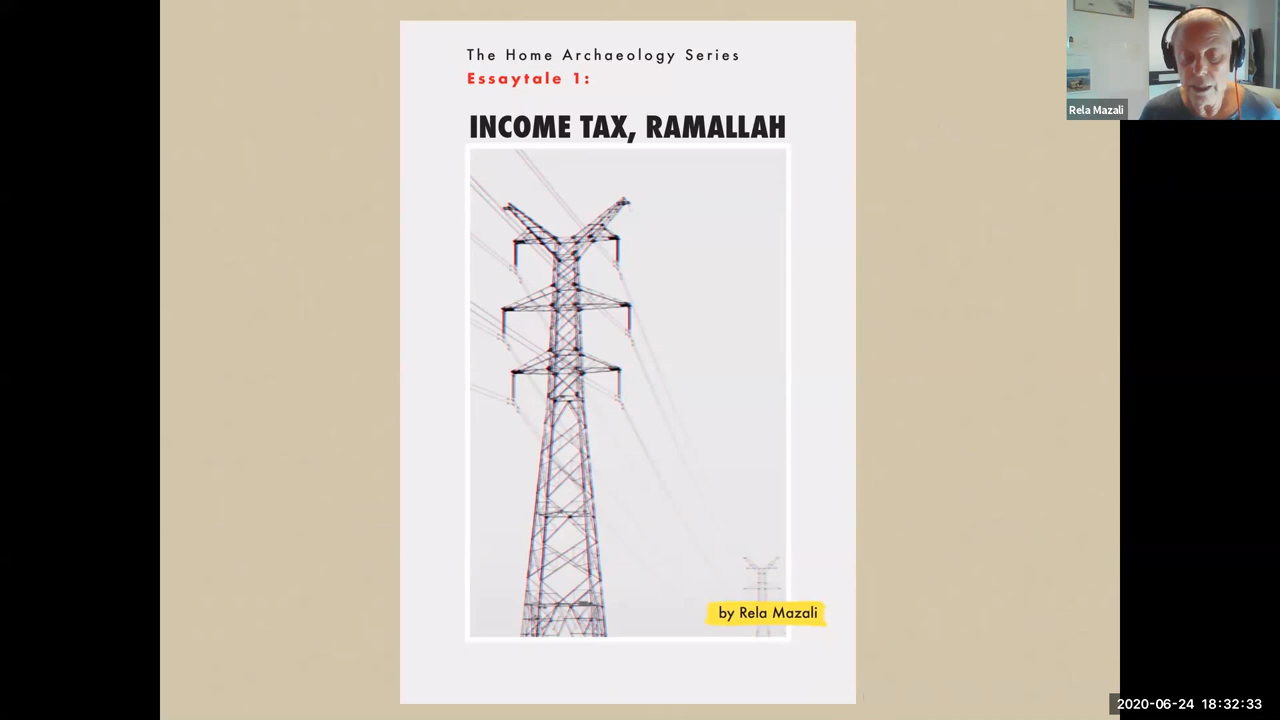 The Home Archaeology Series
Essaytale 1:
INCOME TAX, RAMALLAH
by Rela Mazali
Rela Mazali
2020-06-24 18:32:33